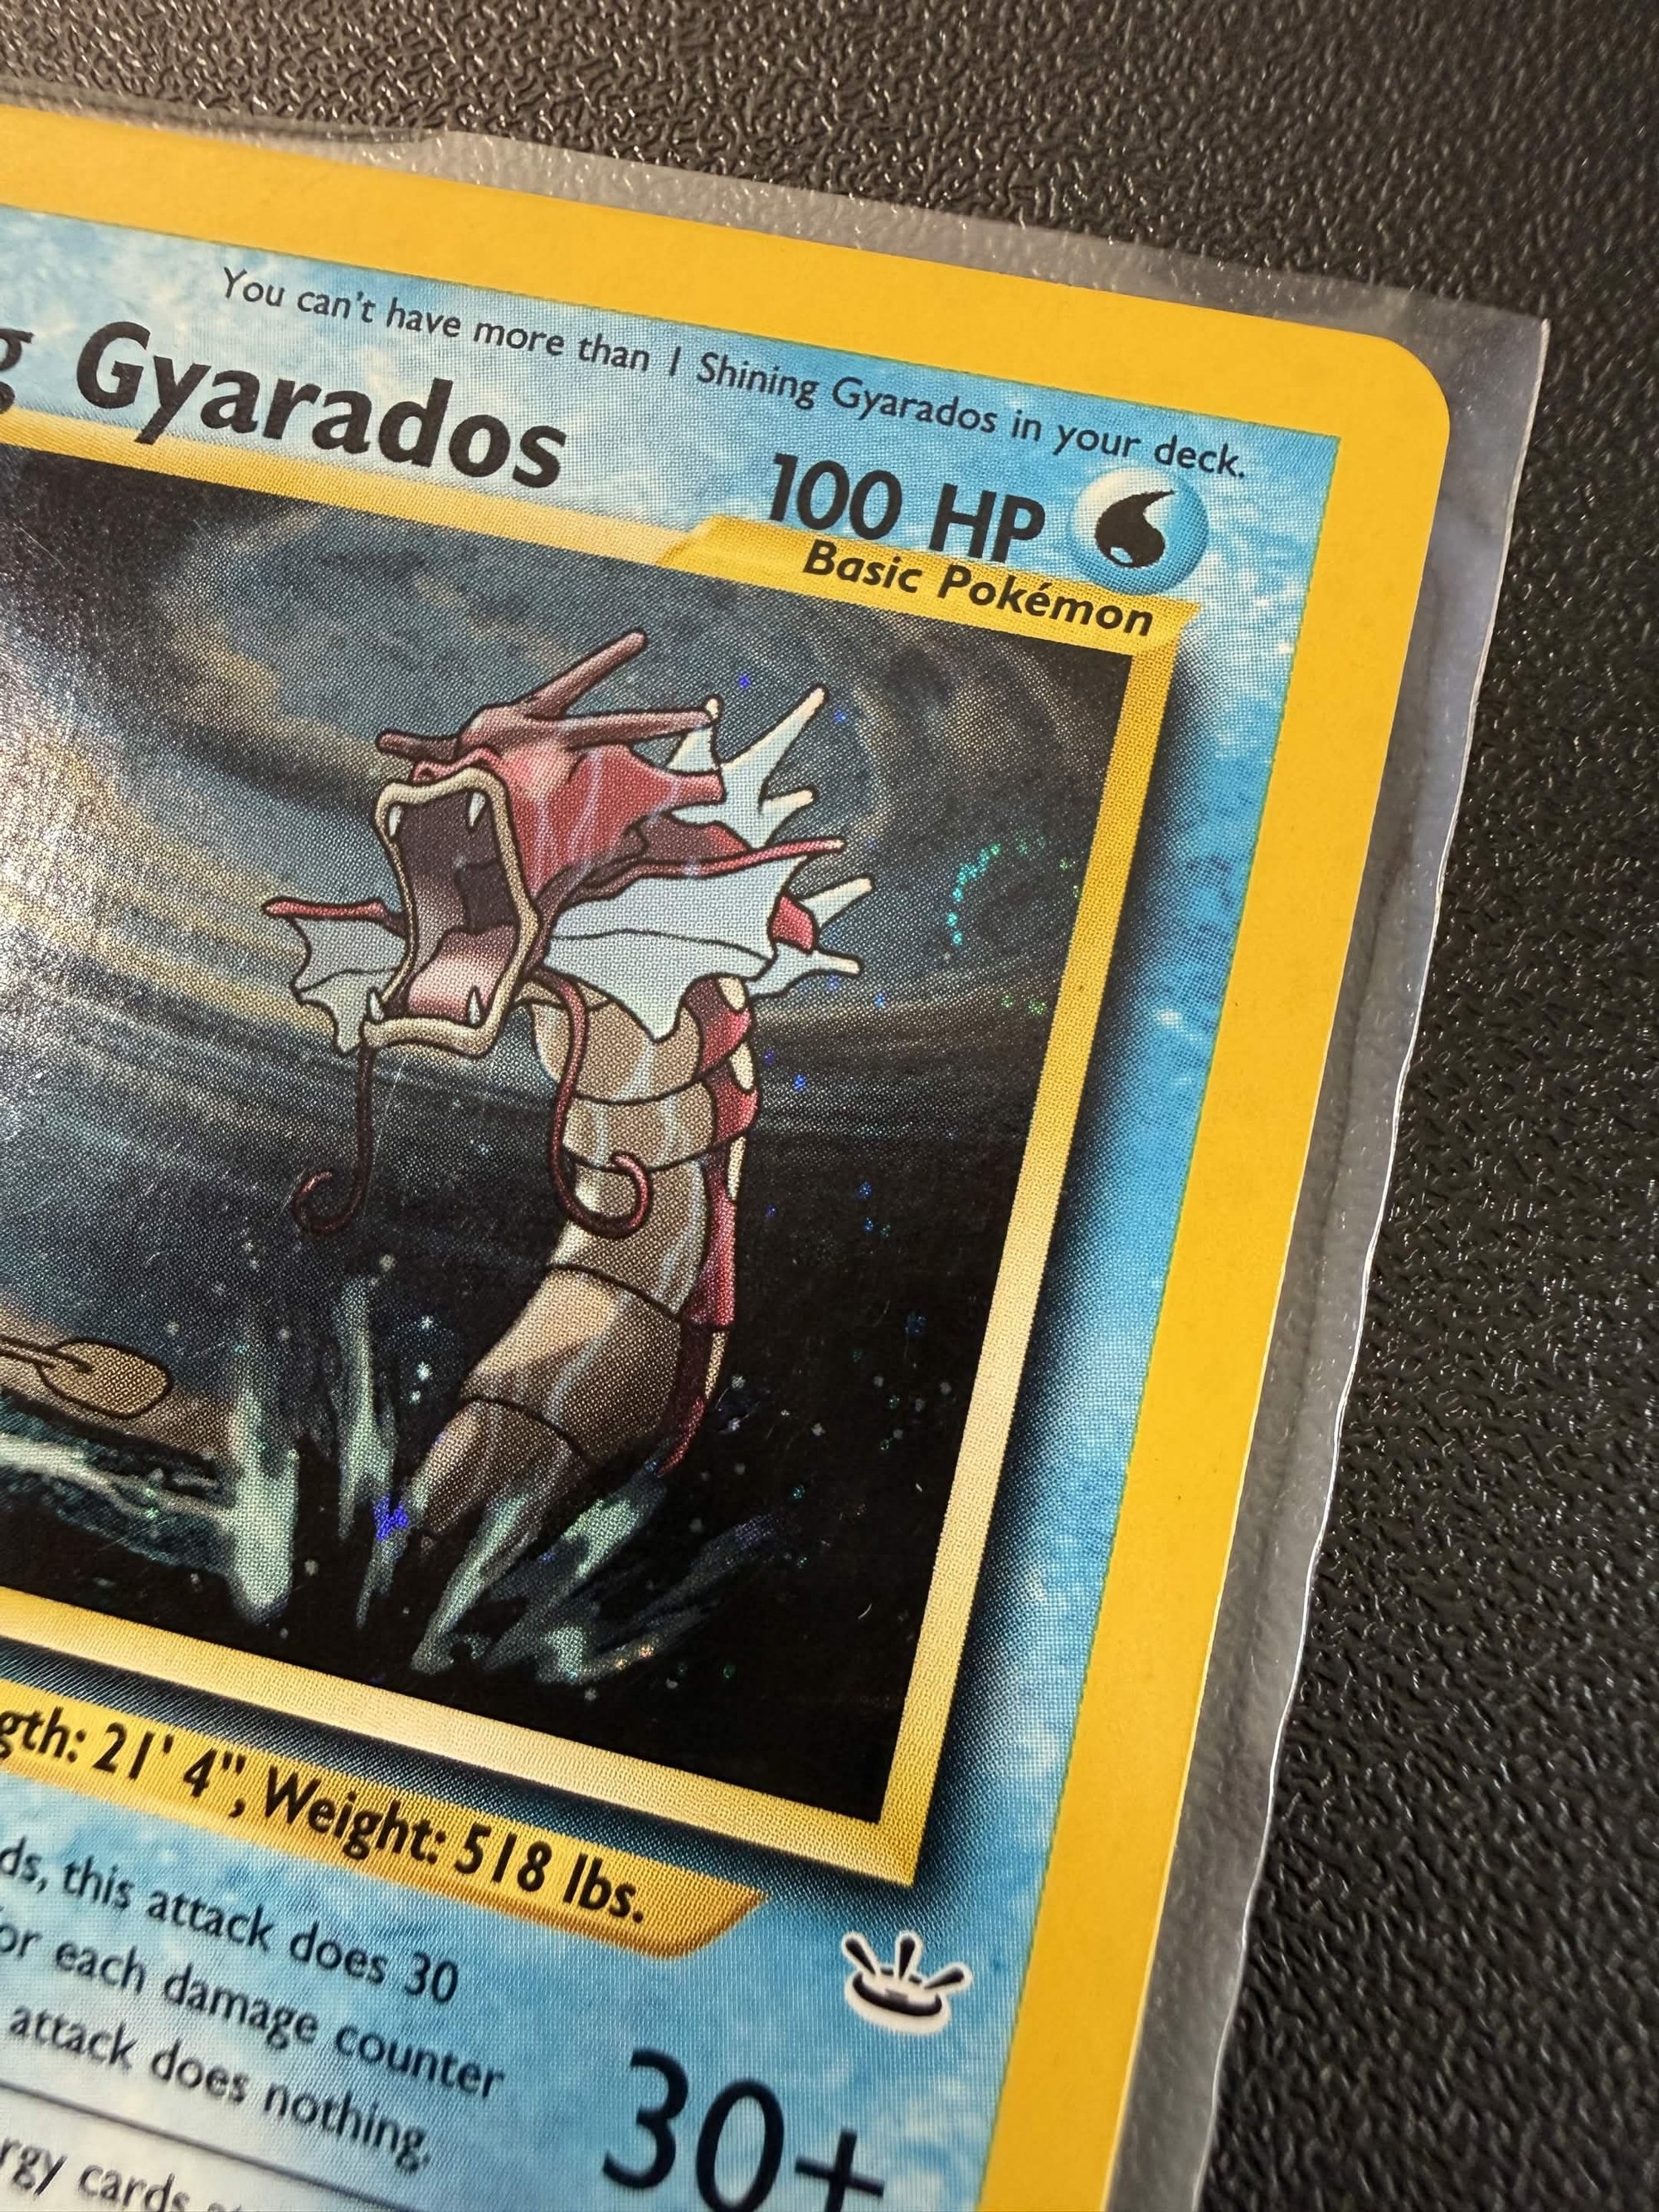 You can't have more than 1 Shining Gyarados in your deck.
Gyarados
100 HP
Basic Pokémon
gth: 21' 4", Weight: 518 lbs.
ds, this attack does 30
or each damage counter
attack does nothing.
30+
rgy cards